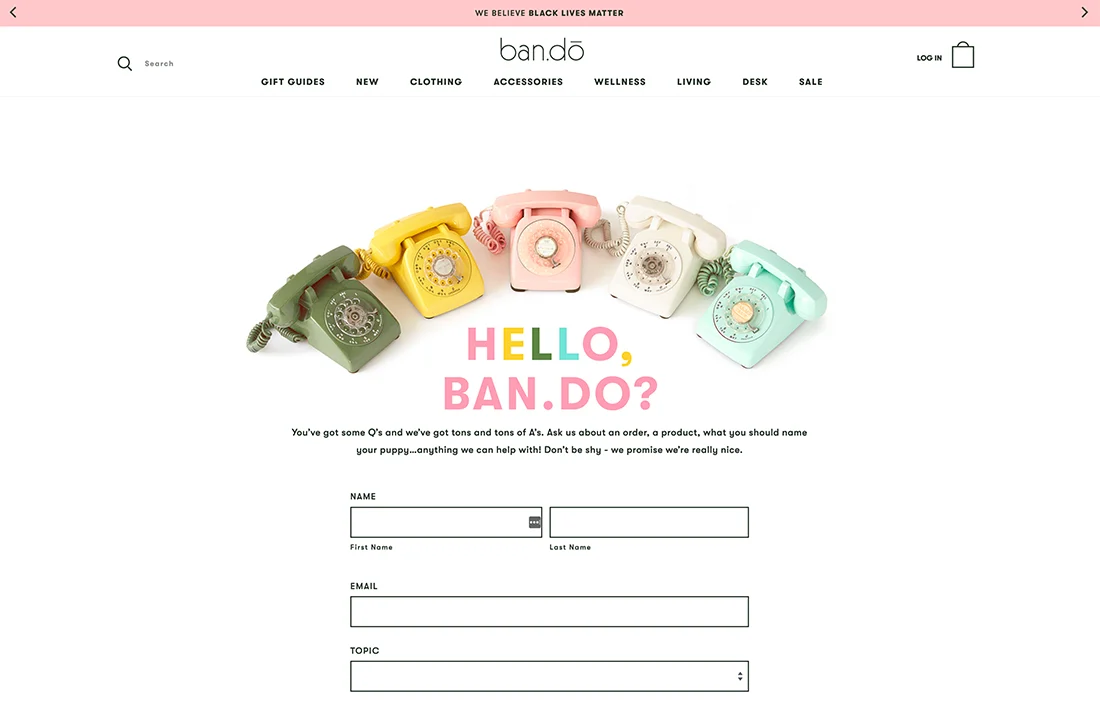 WE BELIEVE BLACK LIVES MATTER
Search
ban.dō
LOG IN
GIFT GUIDES NEW CLOTHING ACCESSORIES WELLNESS LIVING DESK SALE
HELLO,
BAN.DO?
You've got some Q's and we've got tons and tons of A's. Ask us about an order, a product, what you should name
your puppy...anything we can help with! Don't be shy - we promise we're really nice.
NAME
First Name Last Name
EMAIL
TOPIC